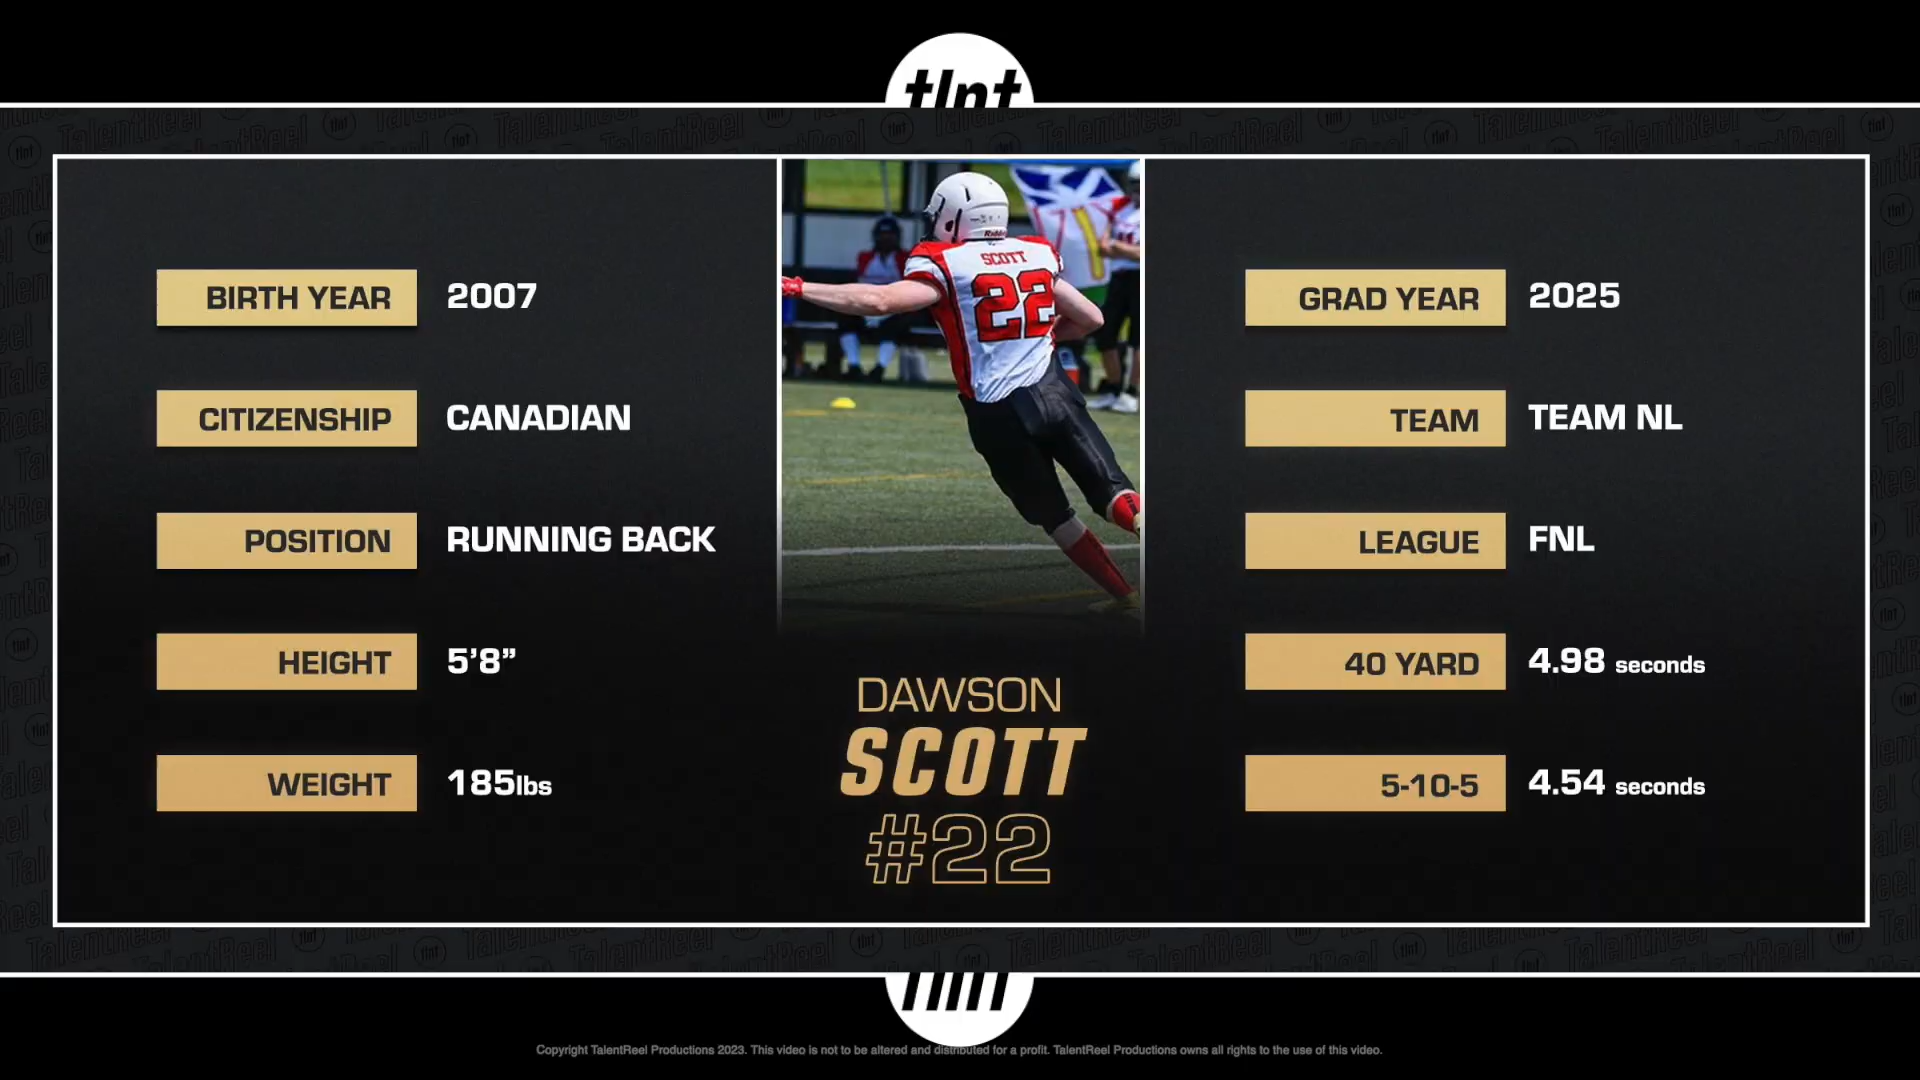 tlnt
BIRTH YEAR 2007
CITIZENSHIP CANADIAN
POSITION RUNNING BACK
HEIGHT 5’8”
WEIGHT 185lbs
SCOTT
22
DAWSON
SCOTT
#22
GRAD YEAR 2025
TEAM TEAM NL
LEAGUE FNL
40 YARD 4.98 seconds
5-10-5 4.54 seconds
TalentReel
Copyright TalentReel Productions 2023. This video is not to be altered and distributed for a profit. TalentReel Productions owns all rights to the use of this video.